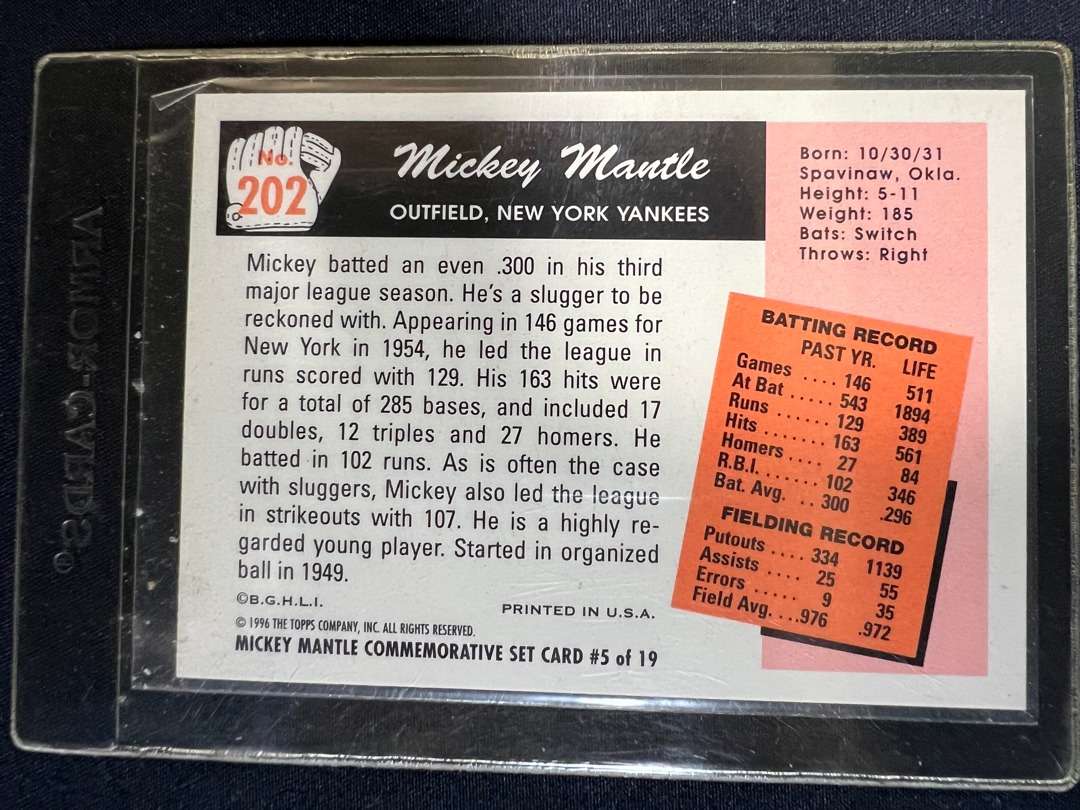 No.
202
Mickey Mantle
OUTFIELD, NEW YORK YANKEES
Born: 10/30/31
Spavinaw, Okla.
Height: 5-11
Weight: 185
Bats: Switch
Throws: Right
Mickey batted an even .300 in his third
major league season. He's a slugger to be
reckoned with. Appearing in 146 games for
New York in 1954, he led the league in
runs scored with 129. His 163 hits were
for a total of 285 bases, and included 17
doubles, 12 triples and 27 homers. He
batted in 102 runs. As is often the case
with sluggers, Mickey also led the league
in strikeouts with 107. He is a highly re-
garded young player. Started in organized
ball in 1949.
©B.G.H.L.I.
PRINTED IN U.S.A.
© 1996 THE TOPPS COMPANY, INC. ALL RIGHTS RESERVED.
MICKEY MANTLE COMMEMORATIVE SET CARD #5 of 19
BATTING RECORD
PAST YR. LIFE
Games .... 146 511
At Bat ..... 543 1894
Runs ...... 129 389
Hits ........ 163 561
Homers .... 27 84
R.B.I. ...... 102 346
Bat. Avg. .. .300 .296
FIELDING RECORD
Putouts .... 334 1139
Assists .... 25 55
Errors ..... 9 35
Field Avg. ...976 .972
ARMOR-CARDS®